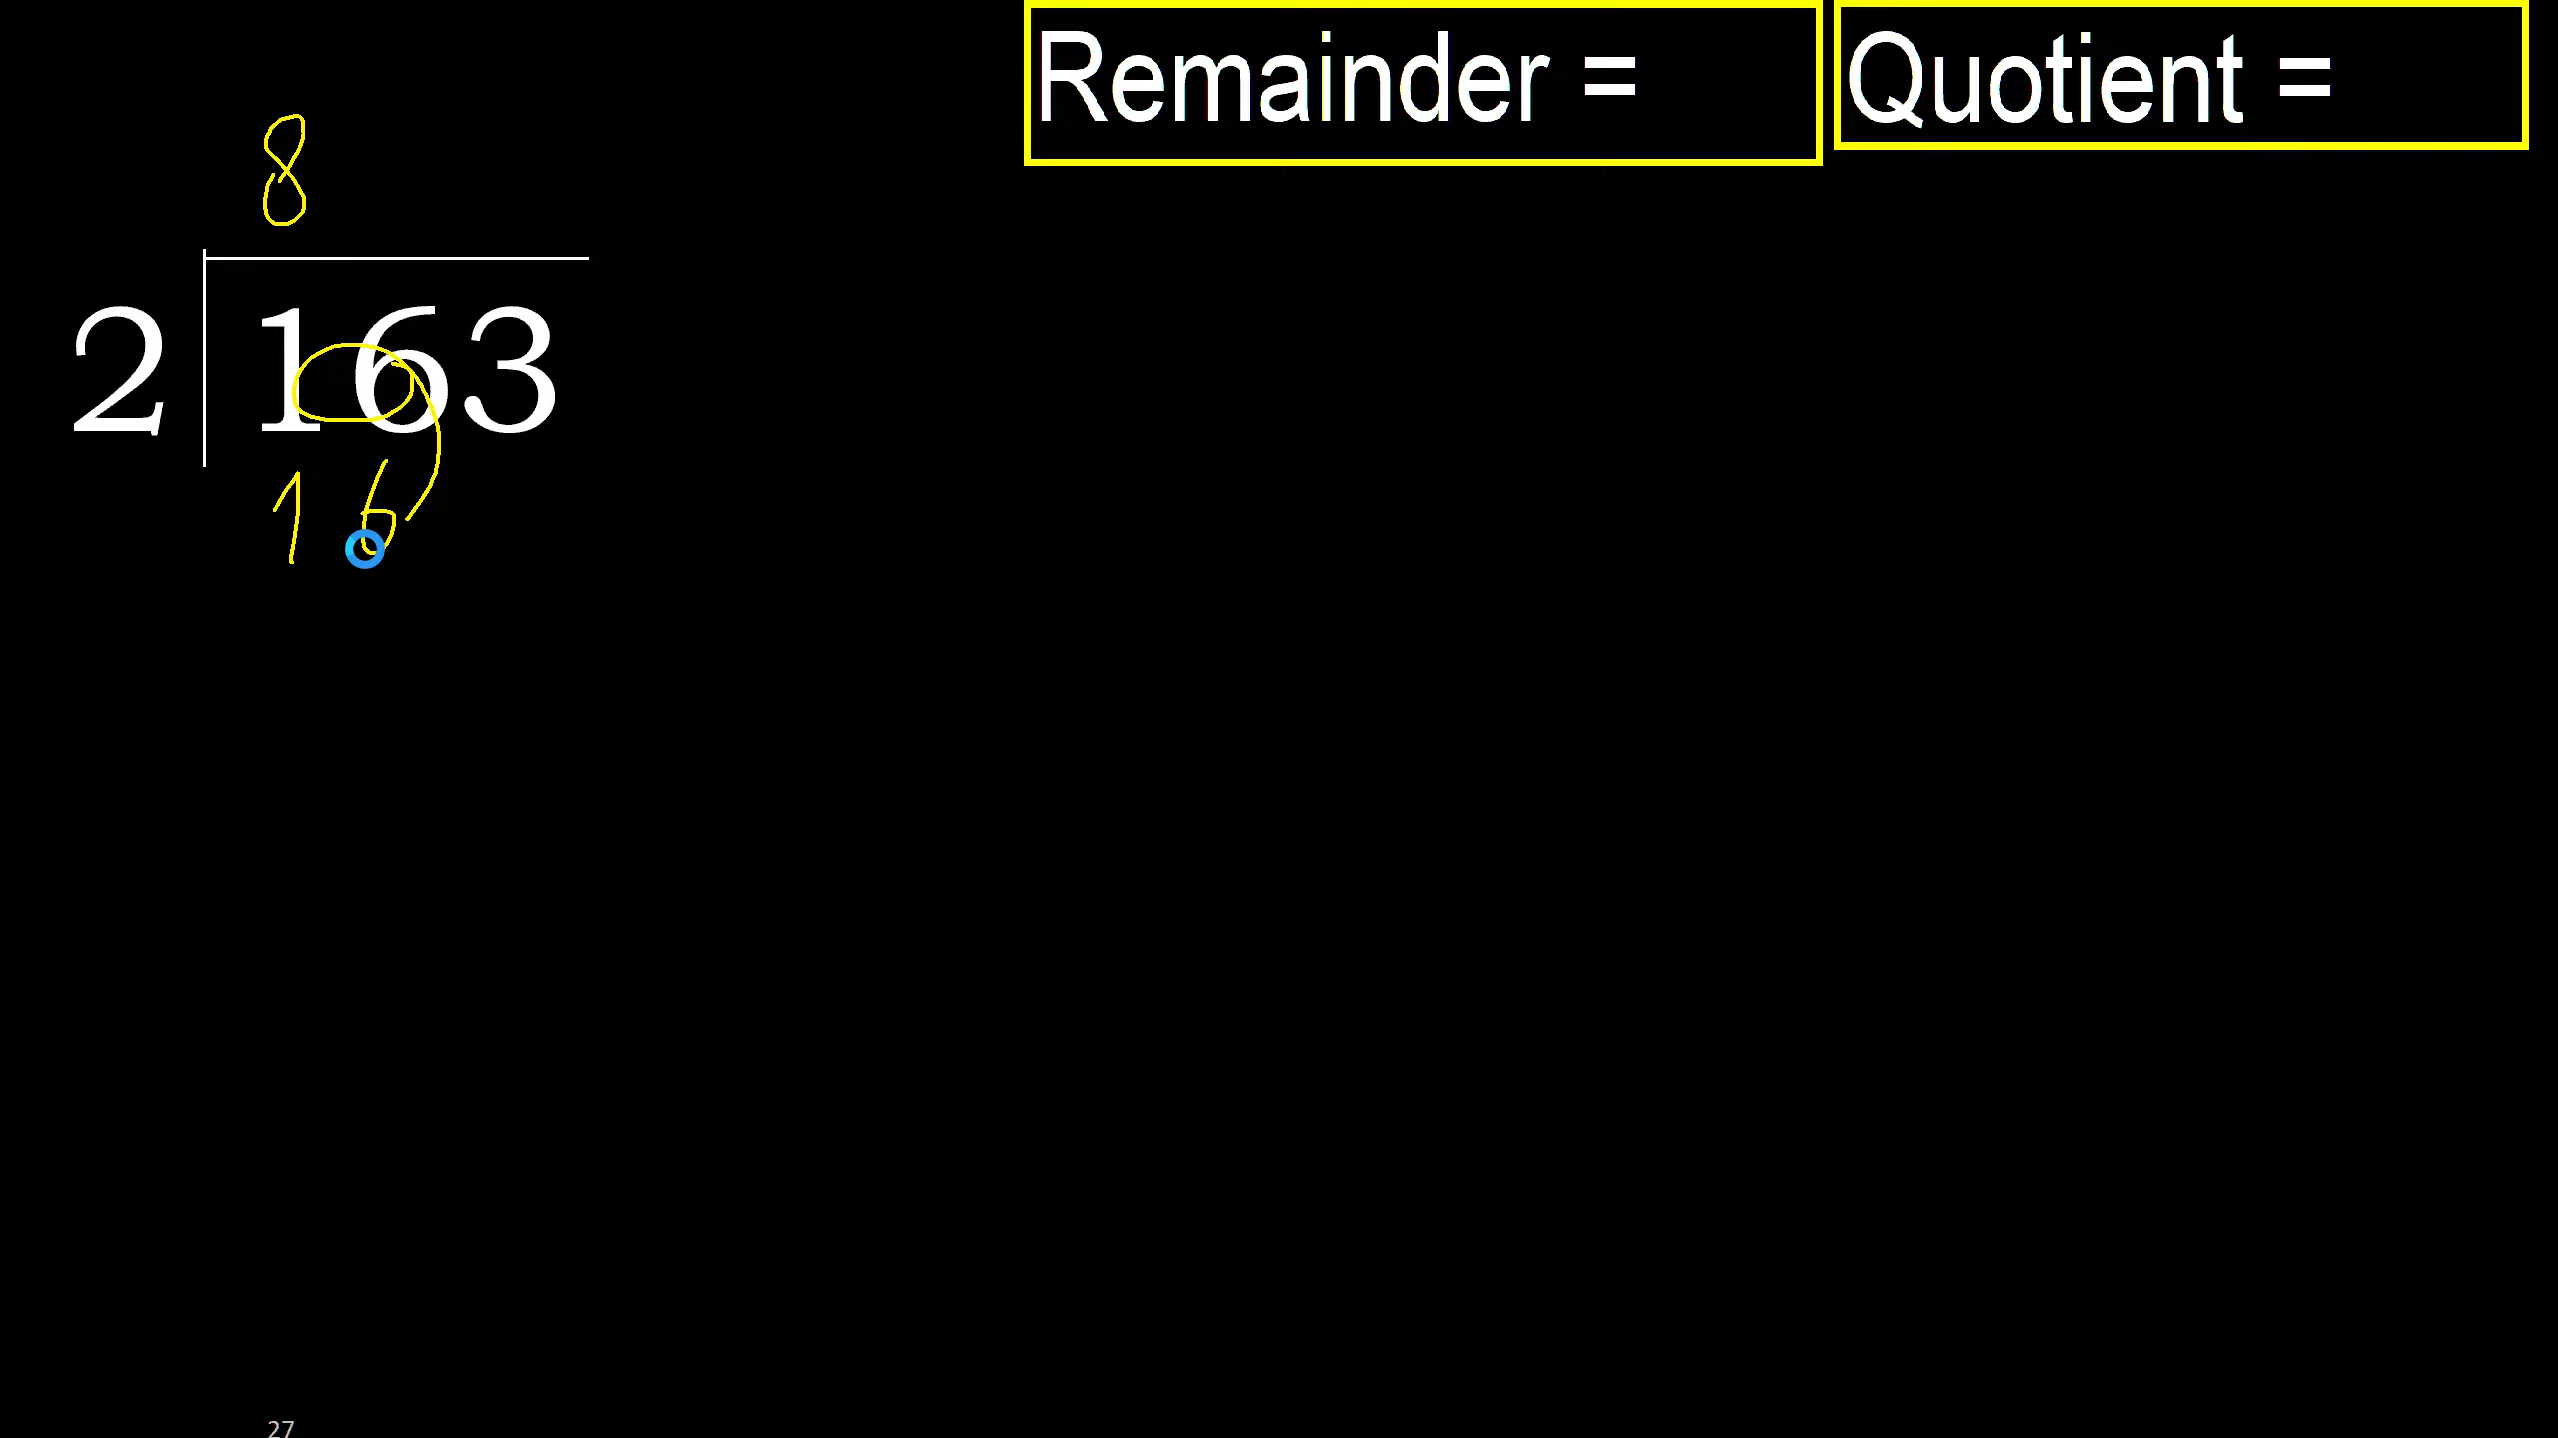 Remainder = Quotient =
8
2 163
16
27